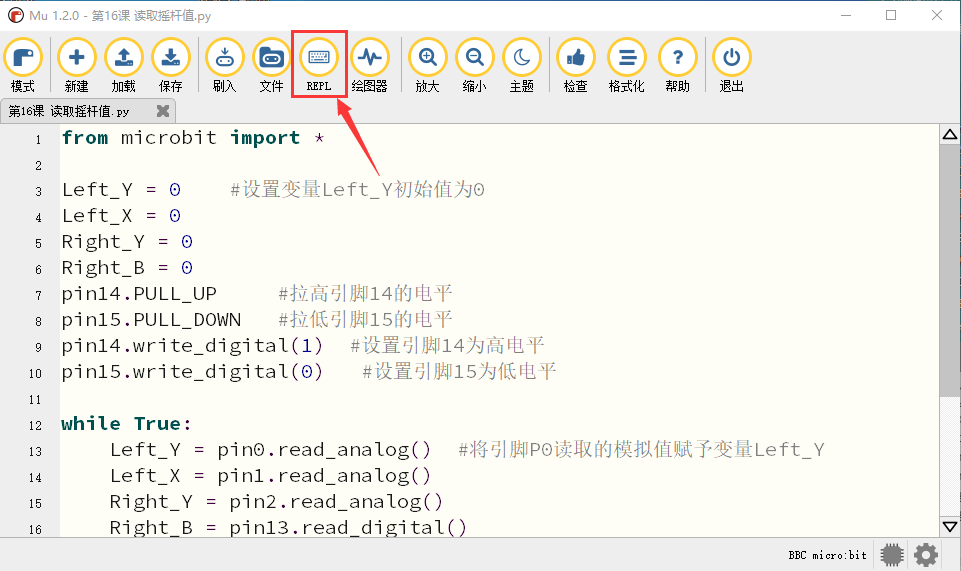 Mu 1.2.0 - 第16课 读取摇杆值.py
模式 新建 加载 保存 刷入 文件 REPL 绘图器 放大 缩小 主题 检查 格式化 帮助 退出
第16课 读取摇杆值.py
1 from microbit import *
2
3 Left_Y = 0 #设置变量Left_Y初始值为0
4 Left_X = 0
5 Right_Y = 0
6 Right_B = 0
7 pin14.PULL_UP #拉高引脚14的电平
8 pin15.PULL_DOWN #拉低引脚15的电平
9 pin14.write_digital(1) #设置引脚14为高电平
10 pin15.write_digital(0) #设置引脚15为低电平
11
12 while True:
13 Left_Y = pin0.read_analog() #将引脚P0读取的模拟值赋予变量Left_Y
14 Left_X = pin1.read_analog()
15 Right_Y = pin2.read_analog()
16 Right_B = pin13.read_digital()
BBC micro:bit